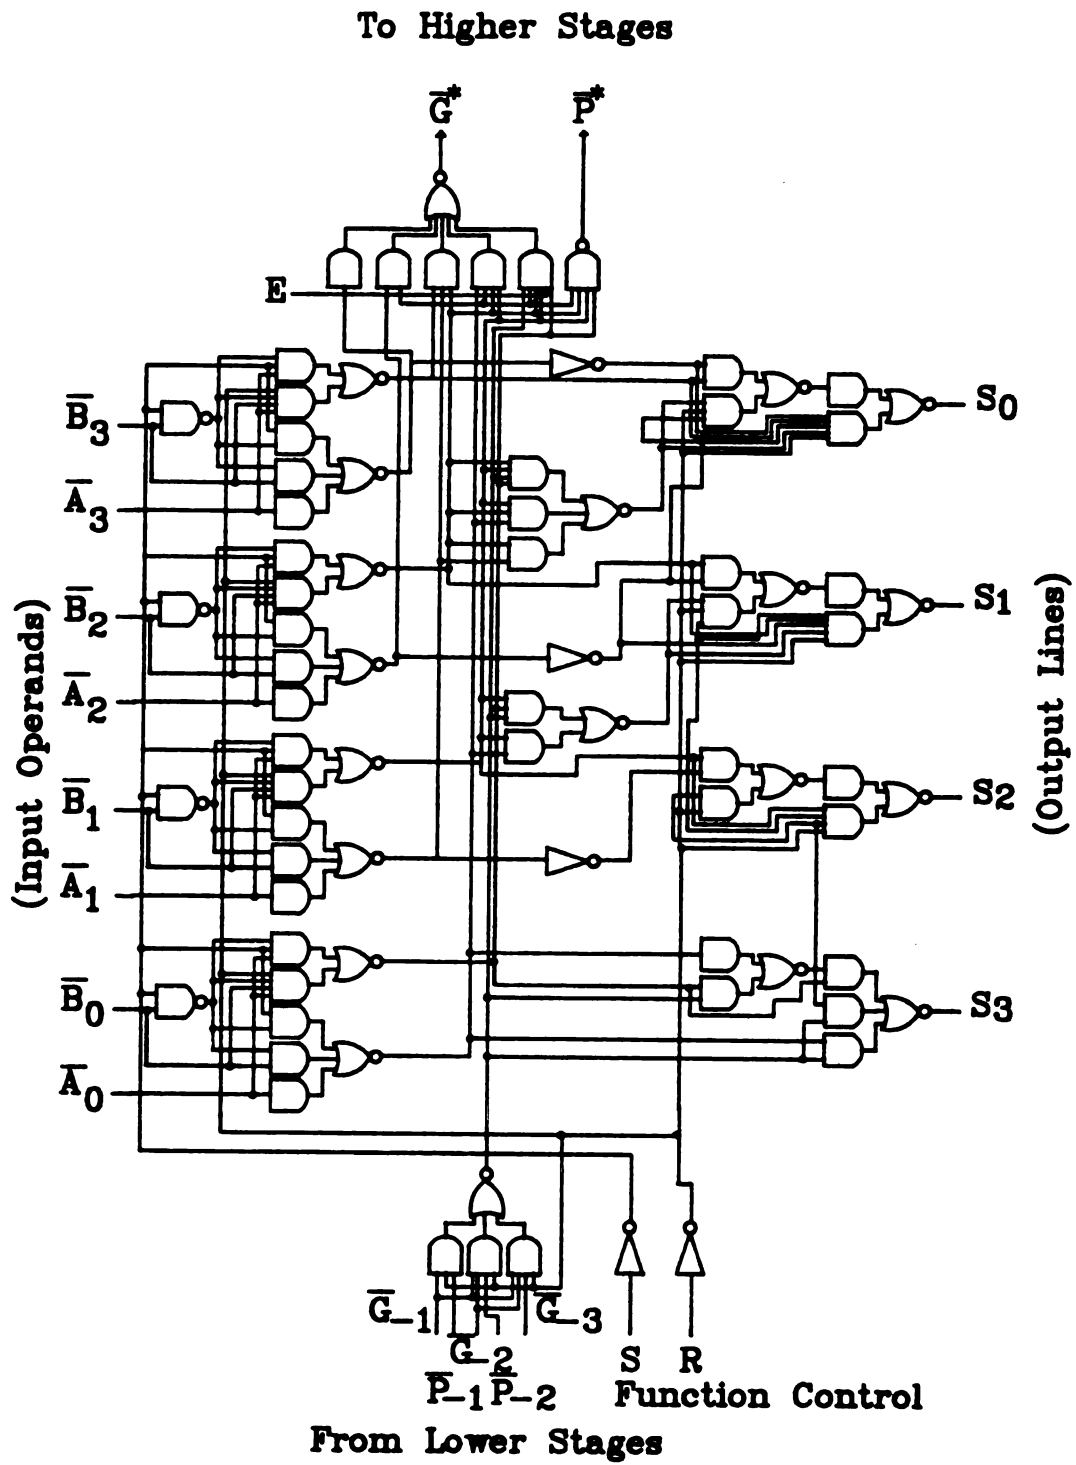 To Higher Stages
G̅* P̅*
E
B̅3
A̅3
B̅2
A̅2
B̅1
A̅1
B̅0
A̅0
(Input Operands)
S0
S1
S2
S3
(Output Lines)
G̅-1 G̅-3
G-2
P̅-1 P̅-2
S R
Function Control
From Lower Stages